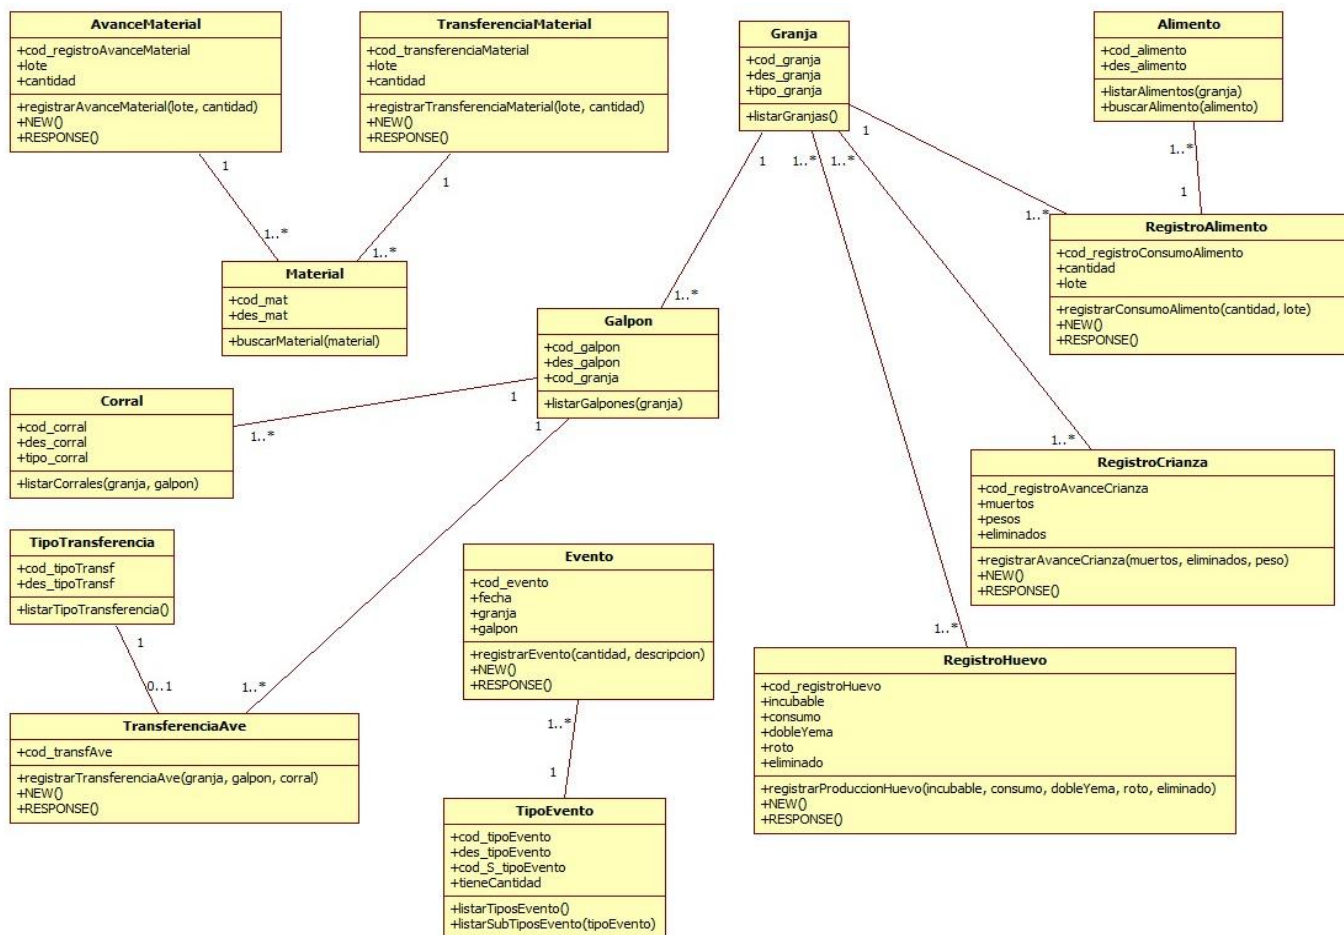 AvanceMaterial
+cod_registroAvanceMaterial
+lote
+cantidad
+registrarAvanceMaterial(lote, cantidad)
+NEW()
+RESPONSE()
TransferenciaMaterial
+cod_transferenciaMaterial
+lote
+cantidad
+registrarTransferenciaMaterial(lote, cantidad)
+NEW()
+RESPONSE()
Granja
+cod_granja
+des_granja
+tipo_granja
+listarGranjas()
Alimento
+cod_alimento
+des_alimento
+listarAlimentos(granja)
+buscarAlimento(alimento)
1
1
1
1..*
1..*
1
1..*
1
1..*
1..*
1..*
1..*
Material
+cod_mat
+des_mat
+buscarMaterial(material)
RegistroAlimento
+cod_registroConsumoAlimento
+cantidad
+lote
+registrarConsumoAlimento(cantidad, lote)
+NEW()
+RESPONSE()
Galpon
+cod_galpon
+des_galpon
+cod_granja
+listarGalpones(granja)
Corral
+cod_corral
+des_corral
+tipo_corral
+listarCorrales(granja, galpon)
1
1..*
1
1..*
RegistroCrianza
+cod_registroAvanceCrianza
+muertos
+pesos
+eliminados
+registrarAvanceCrianza(muertos, eliminados, peso)
+NEW()
+RESPONSE()
TipoTransferencia
+cod_tipoTransf
+des_tipoTransf
+listarTipoTransferencia()
Evento
+cod_evento
+fecha
+granja
+galpon
+registrarEvento(cantidad, descripcion)
+NEW()
+RESPONSE()
1
0..1
1..*
1..*
RegistroHuevo
+cod_registroHuevo
+incubable
+consumo
+dobleYema
+roto
+eliminado
+registrarProduccionHuevo(incubable, consumo, dobleYema, roto, eliminado)
+NEW()
+RESPONSE()
TransferenciaAve
+cod_transfAve
+registrarTransferenciaAve(granja, galpon, corral)
+NEW()
+RESPONSE()
1..*
1
TipoEvento
+cod_tipoEvento
+des_tipoEvento
+cod_S_tipoEvento
+tieneCantidad
+listarTiposEvento()
+listarSubTiposEvento(tipoEvento)